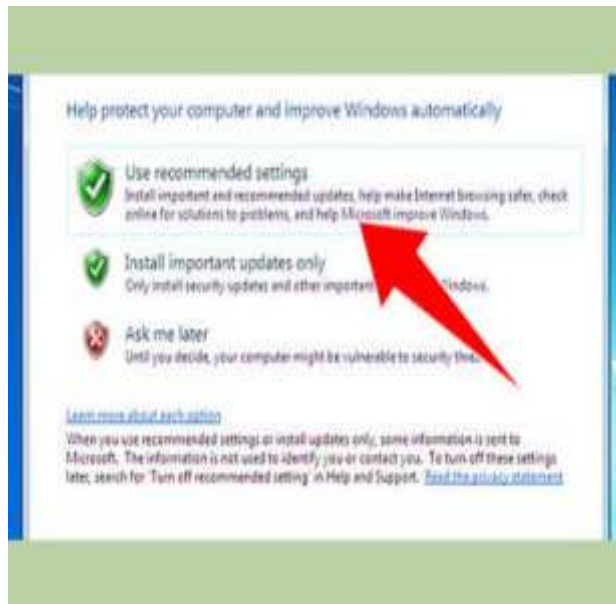 Help protect your computer and improve Windows automatically
Use recommended settings
Install important and recommended updates, help make Internet browsing safer, check
online for solutions to problems, and help Microsoft improve Windows.
Install important updates only
Only install security updates and other important Windows.
Ask me later
Until you decide, your computer might be vulnerable to security
Learn more about each option
When you use recommended settings or install updates only, some information is sent to
Microsoft. The information is not used to identify you or contact you. To turn off these settings
later, search for "Turn off recommended setting" in Help and Support. Read the privacy statement